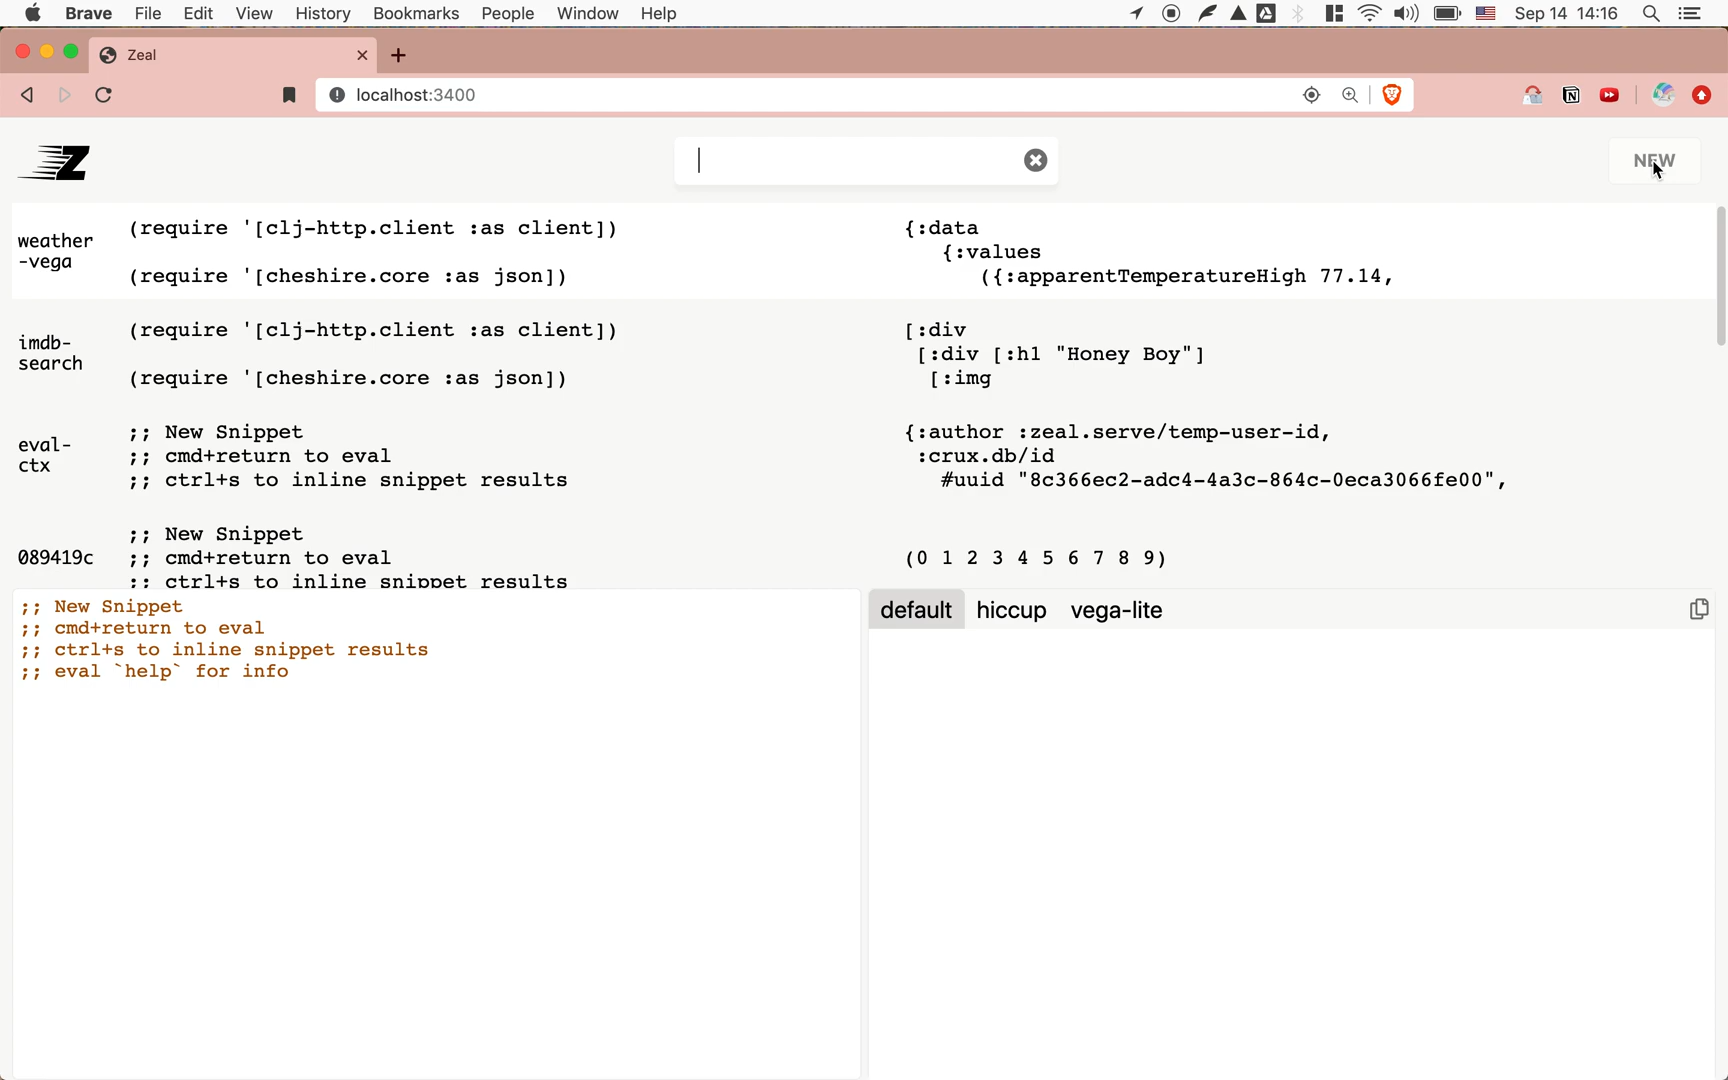 Brave File Edit View History Bookmarks People Window Help Sep 14 14:16
Zeal
localhost:3400
Z
NEW
weather
-vega
(require '[clj-http.client :as client])
(require '[cheshire.core :as json])
{:data
{:values
({:apparentTemperatureHigh 77.14,
imdb-
search
(require '[clj-http.client :as client])
(require '[cheshire.core :as json])
[:div
[:div [:h1 "Honey Boy"]
[:img
eval-
ctx
;; New Snippet
;; cmd+return to eval
;; ctrl+s to inline snippet results
{:author :zeal.serve/temp-user-id,
:crux.db/id
#uuid "8c366ec2-adc4-4a3c-864c-0eca3066fe00",
089419c
;; New Snippet
;; cmd+return to eval
;; ctrl+s to inline snippet results
(0 1 2 3 4 5 6 7 8 9)
;; New Snippet
;; cmd+return to eval
;; ctrl+s to inline snippet results
;; eval `help` for info
default hiccup vega-lite